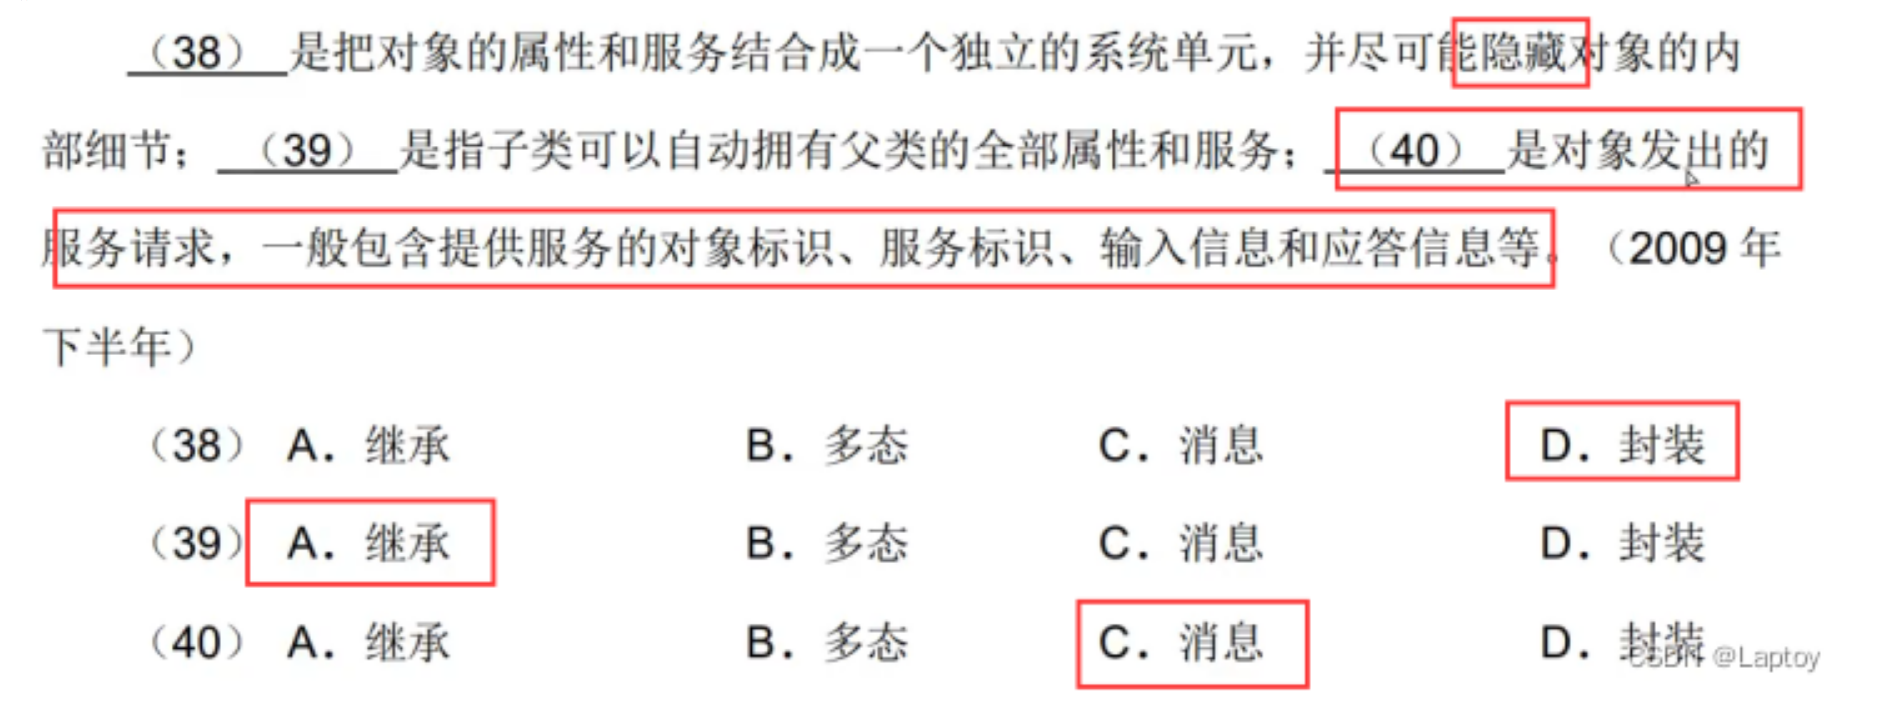 （38） 是把对象的属性和服务结合成一个独立的系统单元，并尽可能隐藏对象的内
部细节； （39） 是指子类可以自动拥有父类的全部属性和服务； （40） 是对象发出的
服务请求，一般包含提供服务的对象标识、服务标识、输入信息和应答信息等。（2009 年
下半年）
（38） A．继承 B．多态 C．消息 D．封装
（39） A．继承 B．多态 C．消息 D．封装
（40） A．继承 B．多态 C．消息 D．封装
CSDN @Laptoy